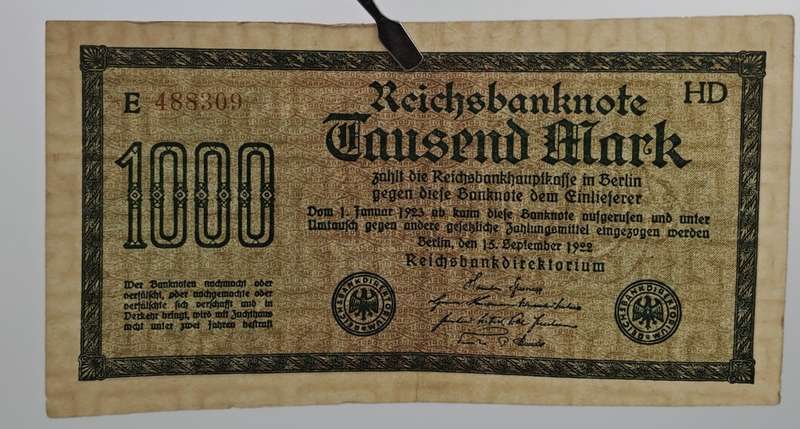 E 488309
HD
Reichsbanknote
Tausend Mark
1000
zahlt die Reichsbankhauptkasse in Berlin
gegen diese Banknote dem Einlieferer
Vom 1. Januar 1923 ab kann diese Banknote aufgerufen und unter
Umtausch gegen andere gesetzliche Zahlungsmittel eingezogen werden
Berlin, den 15. September 1922
Reichsbankdirektorium
Wer Banknoten nachmacht oder
verfälscht, oder nachgemachte oder
verfälschte sich verschafft und in
Verkehr bringt, wird mit Zuchthaus
nicht unter zwei Jahren bestraft
REICHSBANKDIREKTORIUM
REICHSBANKDIREKTORIUM